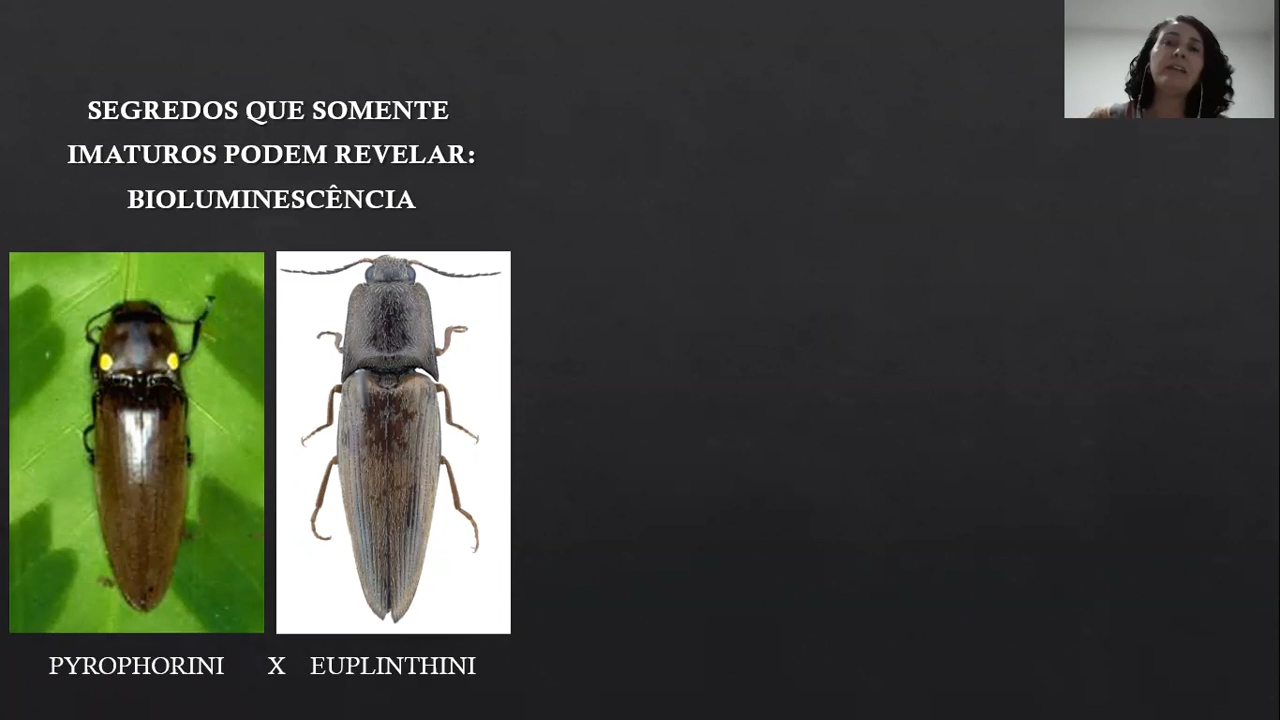 SEGREDOS QUE SOMENTE
IMATUROS PODEM REVELAR:
BIOLUMINESCÊNCIA
PYROPHORINI X EUPLINTHINI